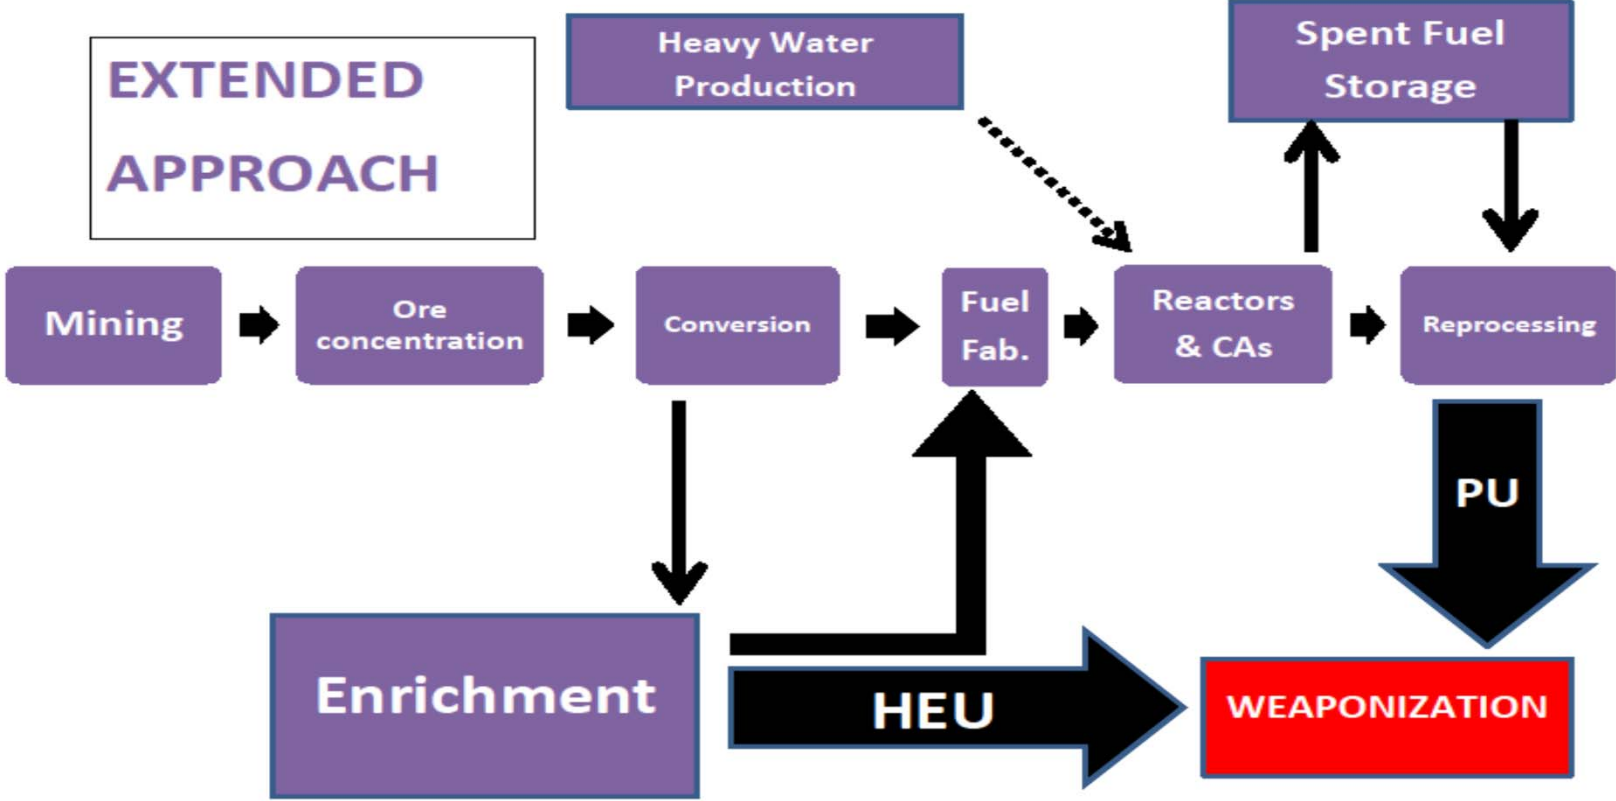 EXTENDED
APPROACH
Heavy Water
Production
Spent Fuel
Storage
Mining
Ore
concentration
Conversion
Fuel
Fab.
Reactors
& CAs
Reprocessing
PU
Enrichment
HEU
WEAPONIZATION